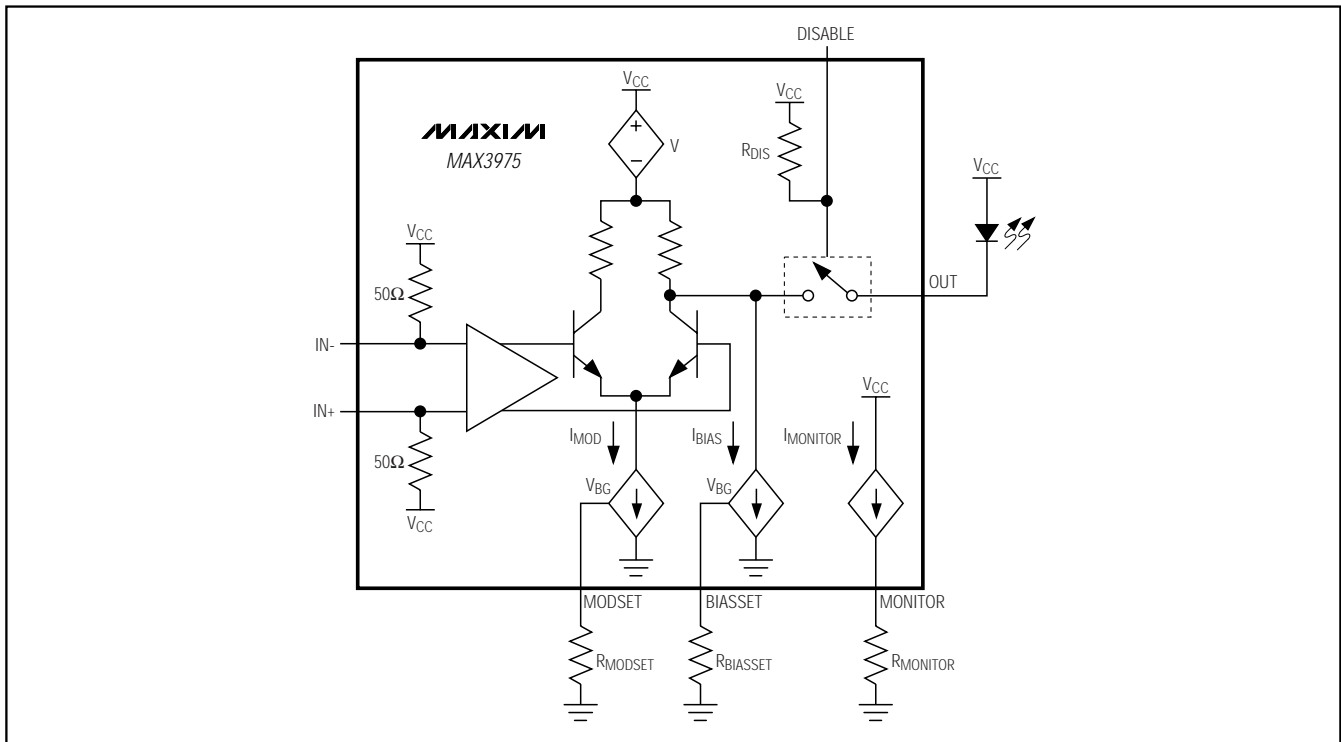 DISABLE
VCC
VCC
MAXIM
MAX3975
+
−
V
RDIS
VCC
VCC
50Ω
OUT
IN-
IN+
VCC
50Ω
IMOD
IBIAS
IMONITOR
VBG
VBG
VCC
MODSET
BIASSET
MONITOR
RMODSET
RBIASSET
RMONITOR